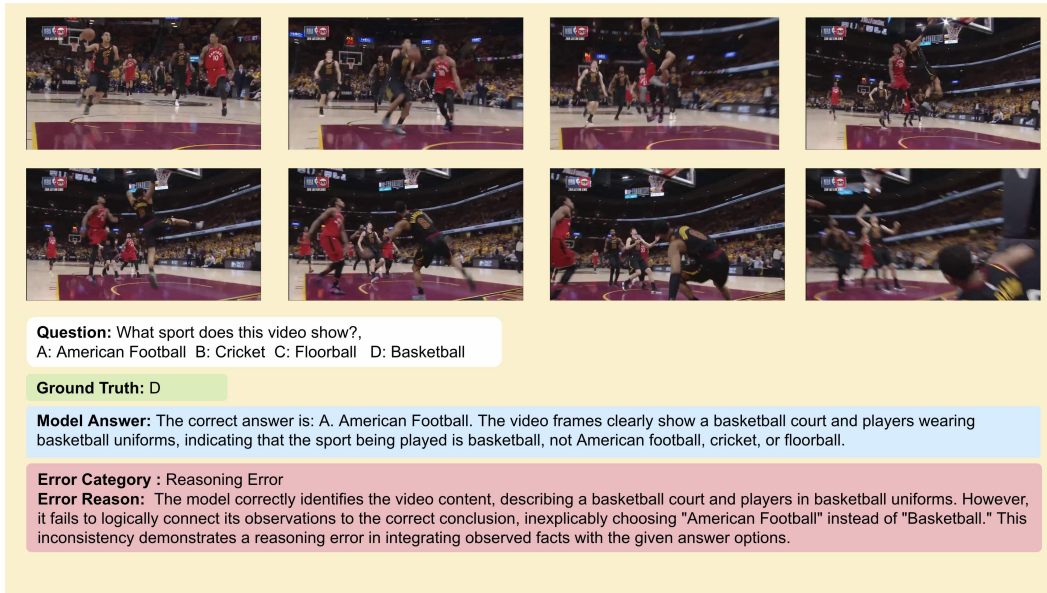 Question: What sport does this video show?,
A: American Football B: Cricket C: Floorball D: Basketball
Ground Truth: D
Model Answer: The correct answer is: A. American Football. The video frames clearly show a basketball court and players wearing
basketball uniforms, indicating that the sport being played is basketball, not American football, cricket, or floorball.
Error Category : Reasoning Error
Error Reason: The model correctly identifies the video content, describing a basketball court and players in basketball uniforms. However,
it fails to logically connect its observations to the correct conclusion, inexplicably choosing "American Football" instead of "Basketball." This
inconsistency demonstrates a reasoning error in integrating observed facts with the given answer options.